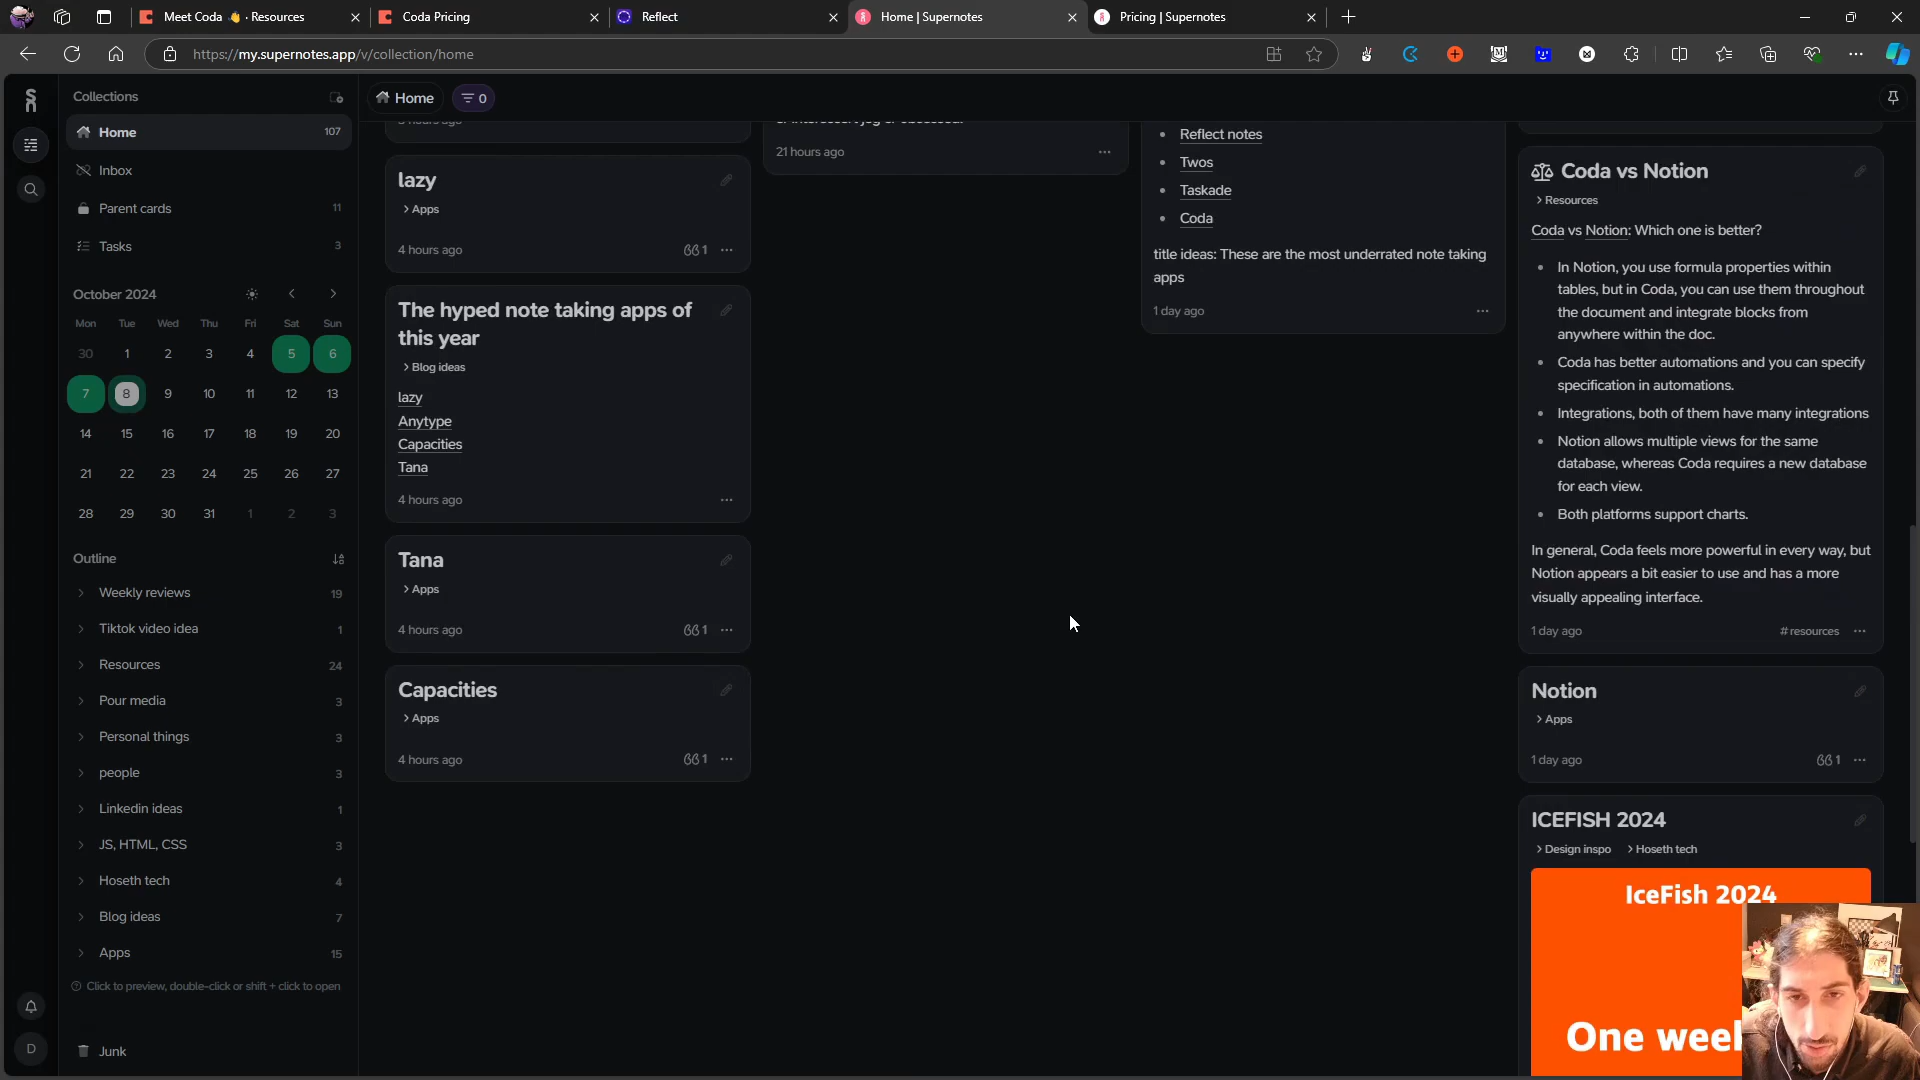 Meet Coda 👋 · Resources
Coda Pricing
Reflect
Home | Supernotes
Pricing | Supernotes
https://my.supernotes.app/v/collection/home
Collections
Home
107
Inbox
Parent cards
11
Tasks
3
October 2024
Mon Tue Wed Thu Fri Sat Sun
30 1 2 3 4 5 6
7 8 9 10 11 12 13
14 15 16 17 18 19 20
21 22 23 24 25 26 27
28 29 30 31 1 2 3
Outline
Weekly reviews 19
Tiktok video idea 1
Resources 24
Pour media 3
Personal things 3
people 3
Linkedin ideas 1
JS, HTML, CSS 3
Hoseth tech 4
Blog ideas 7
Apps 15
Click to preview, double-click or shift + click to open
Junk
D
Home
0
lazy
Apps
4 hours ago
1
The hyped note taking apps of
this year
Blog ideas
lazy
Anytype
Capacities
Tana
4 hours ago
Tana
Apps
4 hours ago
1
Capacities
Apps
4 hours ago
1
21 hours ago
Reflect notes
Twos
Taskade
Coda
title ideas: These are the most underrated note taking
apps
1 day ago
Coda vs Notion
Resources
Coda vs Notion: Which one is better?
In Notion, you use formula properties within
tables, but in Coda, you can use them throughout
the document and integrate blocks from
anywhere within the doc.
Coda has better automations and you can specify
specification in automations.
Integrations, both of them have many integrations
Notion allows multiple views for the same
database, whereas Coda requires a new database
for each view.
Both platforms support charts.
In general, Coda feels more powerful in every way, but
Notion appears a bit easier to use and has a more
visually appealing interface.
1 day ago
#resources
Notion
Apps
1 day ago
1
ICEFISH 2024
Design inspo
Hoseth tech
IceFish 2024
One week